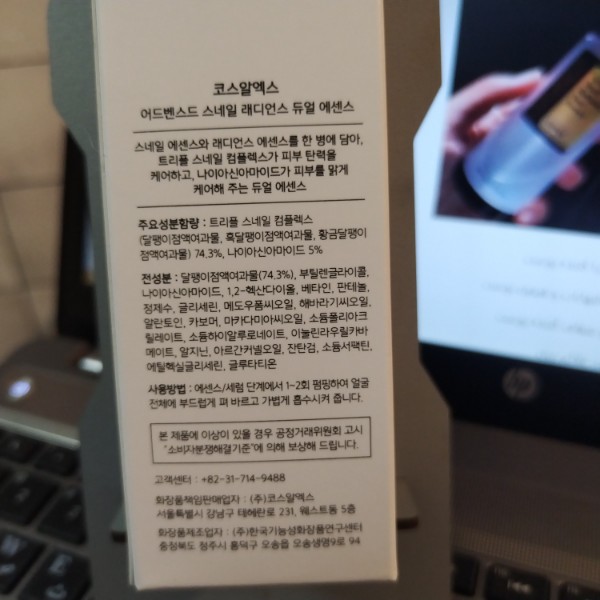 코스알엑스
어드벤스드 스네일 래디언스 듀얼 에센스
스네일 에센스와 래디언스 에센스를 한 병에 담아,
트리플 스네일 컴플렉스가 피부 탄력을
케어하고, 나이아신아마이드가 피부를 맑게
케어해 주는 듀얼 에센스
주요성분함량 : 트리플 스네일 컴플렉스
(달팽이점액여과물, 흑달팽이점액여과물, 황금달팽이
점액여과물) 74.3%, 나이아신아마이드 5%
전성분 : 달팽이점액여과물(74.3%), 부틸렌글라이콜,
나이아신아마이드, 1,2-헥산다이올, 베타인, 판테놀,
정제수, 글리세린, 메도우폼씨오일, 해바라기씨오일,
알란토인, 카보머, 마카다미아씨오일, 소듐폴리아크
릴레이트, 소듐하이알루로네이트, 이눌린라우릴카바
메이트, 알지닌, 아르간커넬오일, 잔탄검, 소듐서팩틴,
에틸헥실글리세린, 글루타티온
사용방법 : 에센스/세럼 단계에서 1-2회 펌핑하여 얼굴
전체에 부드럽게 펴 바르고 가볍게 흡수시켜 줍니다.
본 제품에 이상이 있을 경우 공정거래위원회 고시
"소비자분쟁해결기준"에 의해 보상해 드립니다.
고객센터 : +82-31-714-9488
화장품책임판매업자 : (주)코스알엑스
서울특별시 강남구 테헤란로 231, 웨스트동 5층
화장품제조업자 : (주)한국기능성화장품연구센터
충청북도 청주시 흥덕구 오송읍 오송생명9로 94
hp